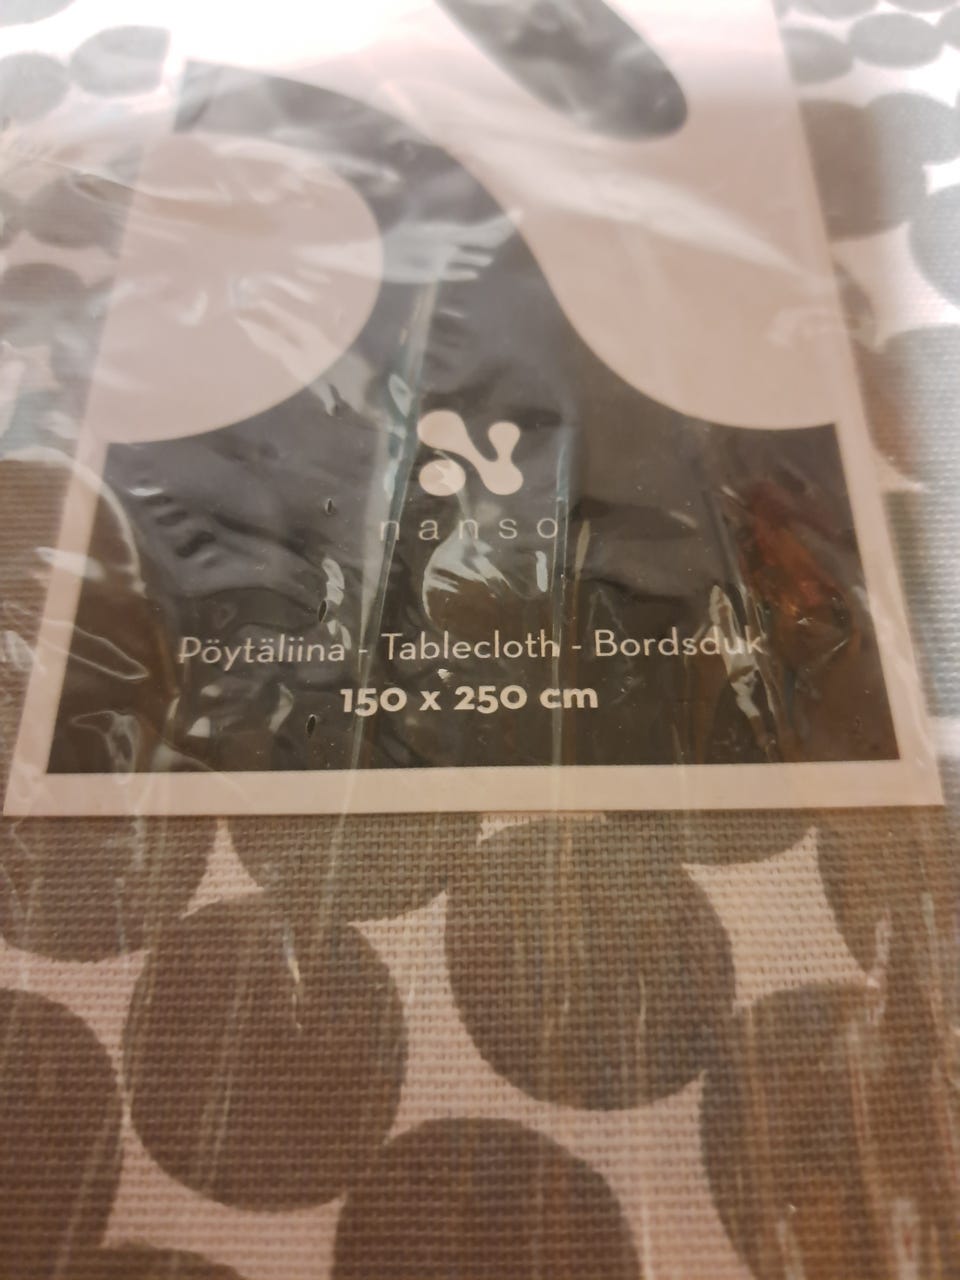 nanso
Pöytäliina - Tablecloth - Bordsduk
150 x 250 cm